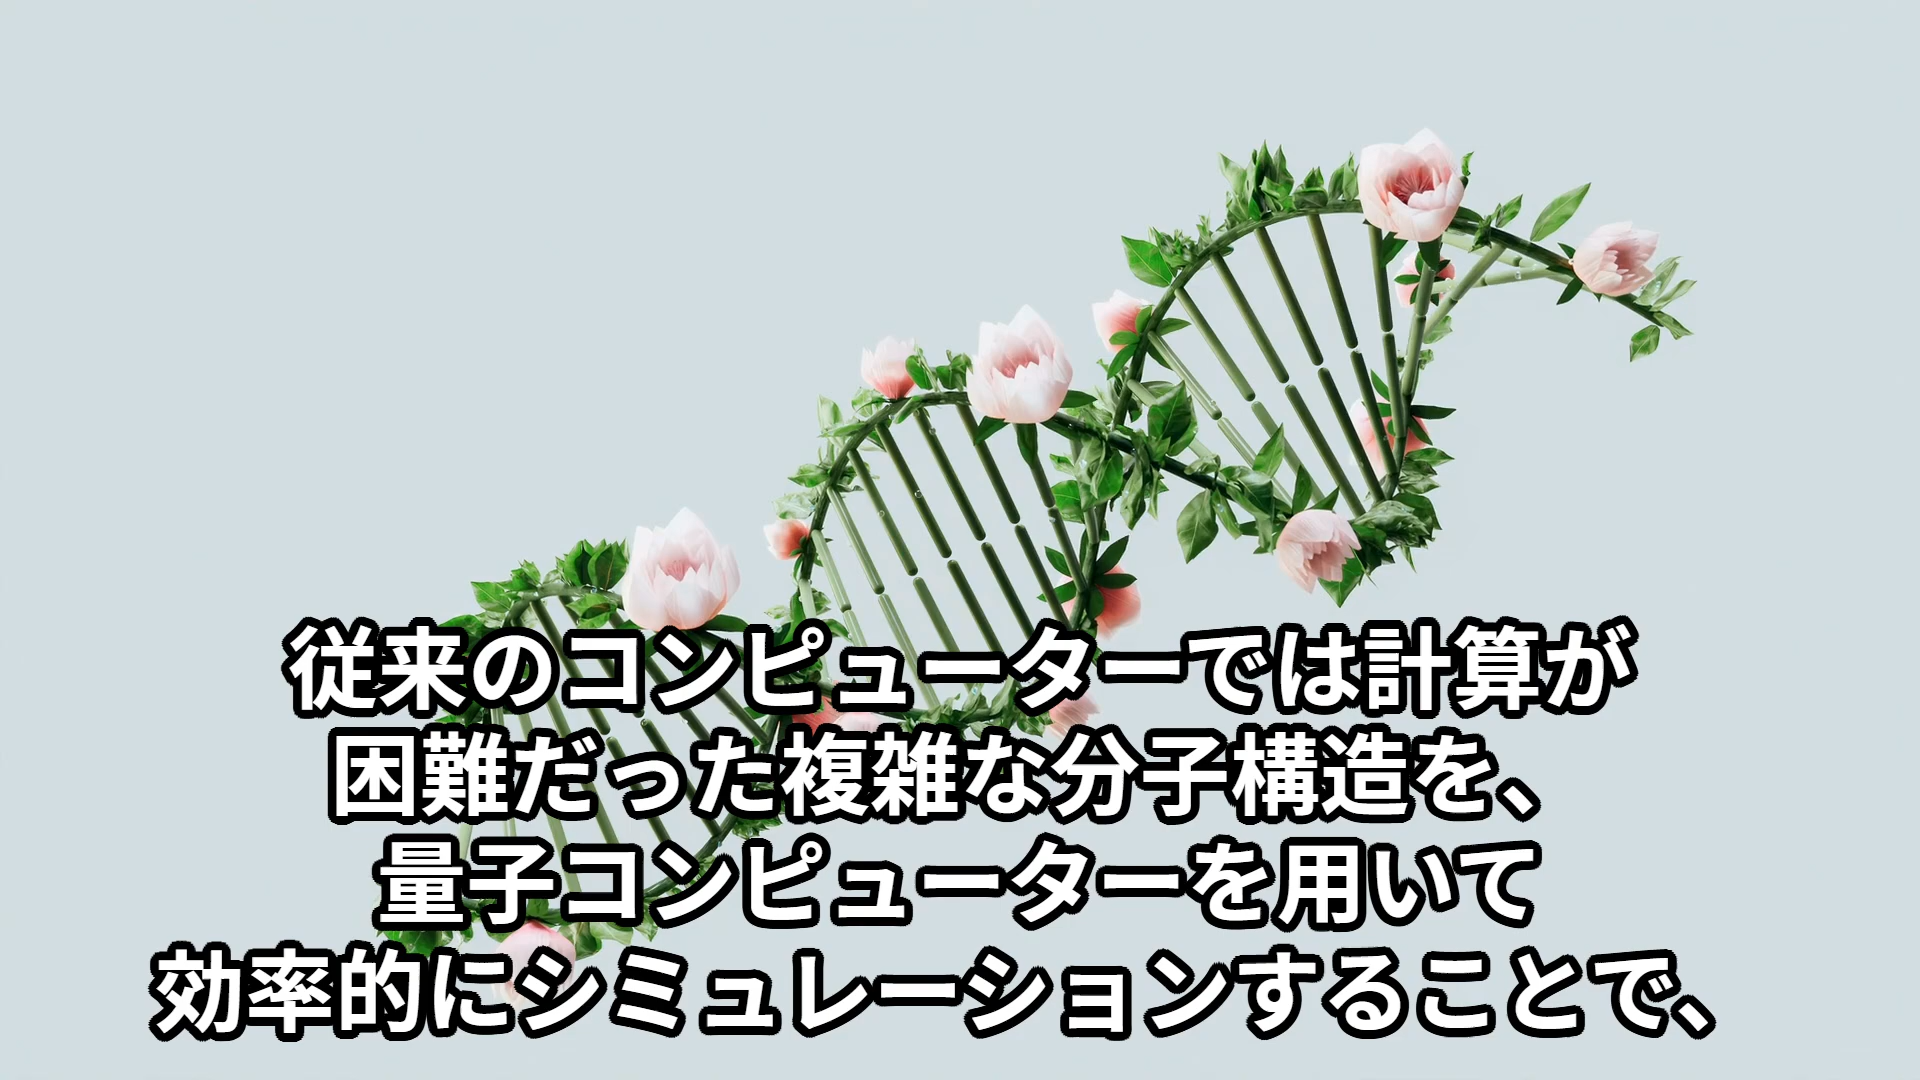 従来のコンピューターでは計算が
困難だった複雑な分子構造を、
量子コンピューターを用いて
効率的にシミュレーションすることで、